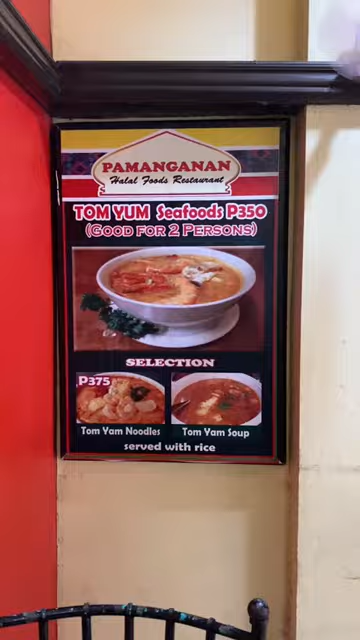 PAMANGANAN
Halal Foods Restaurant
TOM YUM Seafoods P350
(GOOD FOR 2 PERSONS)
SELECTION
P375
Tom Yam Noodles
Tom Yam Soup
served with rice